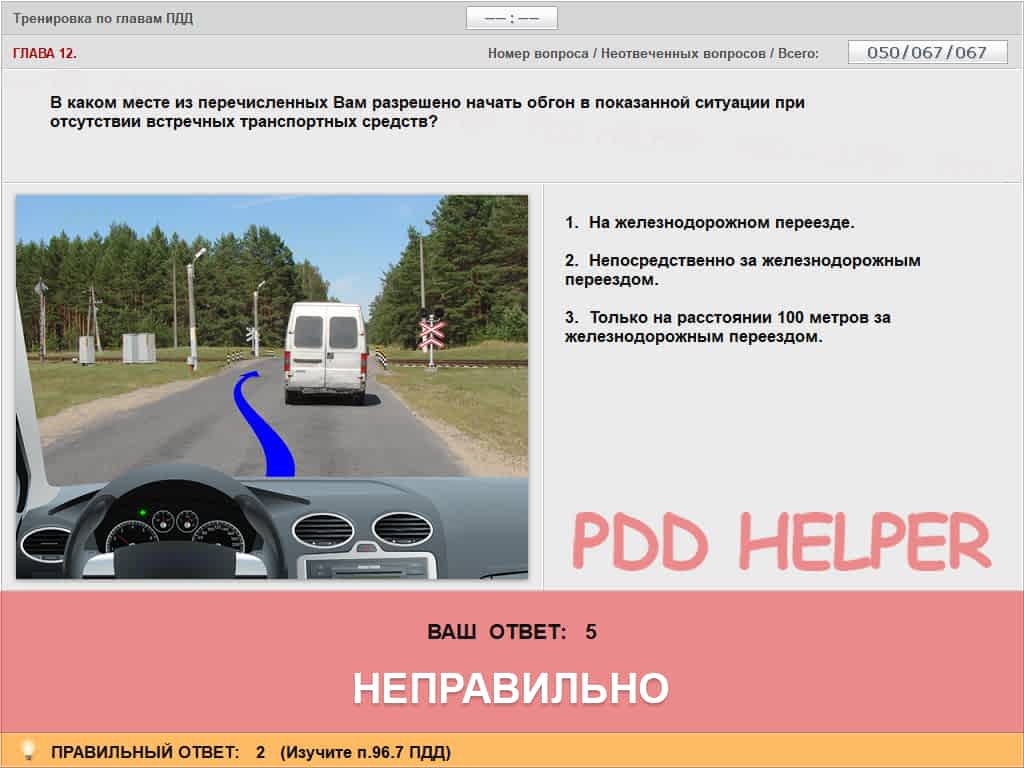 Тренировка по главам ПДД
—— : ——
ГЛАВА 12.
Номер вопроса / Неотвеченных вопросов / Всего:
050/067/067
В каком месте из перечисленных Вам разрешено начать обгон в показанной ситуации при
отсутствии встречных транспортных средств?
1. На железнодорожном переезде.
2. Непосредственно за железнодорожным
переездом.
3. Только на расстоянии 100 метров за
железнодорожным переездом.
PDD HELPER
ВАШ ОТВЕТ: 5
НЕПРАВИЛЬНО
ПРАВИЛЬНЫЙ ОТВЕТ: 2 (Изучите п.96.7 ПДД)